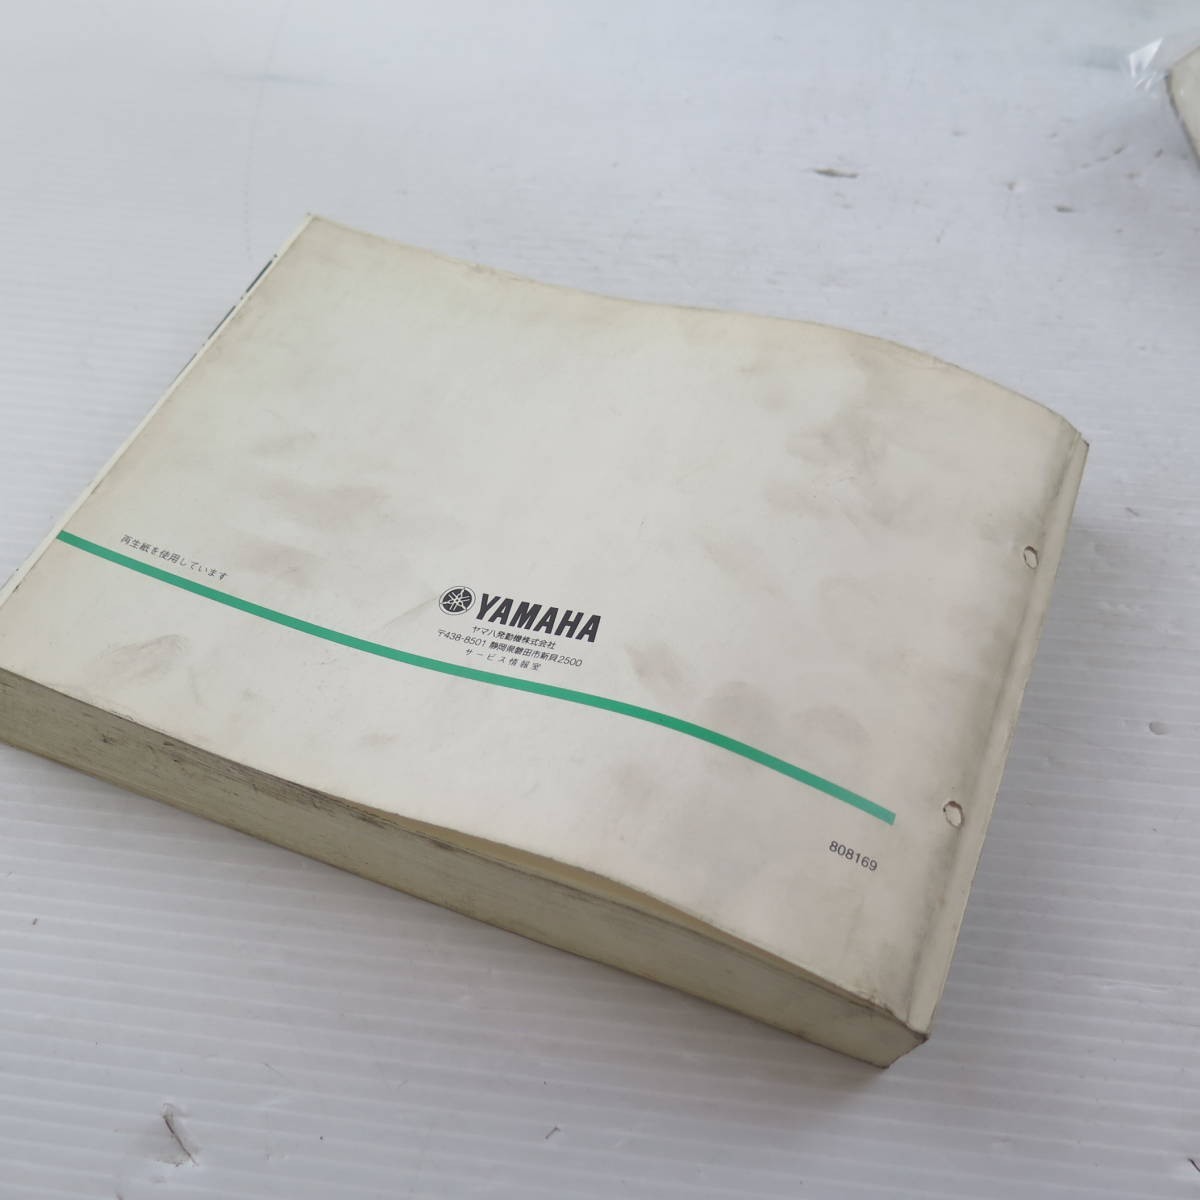 再生紙を使用しています
YAMAHA
ヤマハ発動機株式会社
〒438-8501 静岡県磐田市新貝2500
サービス情報室
808169